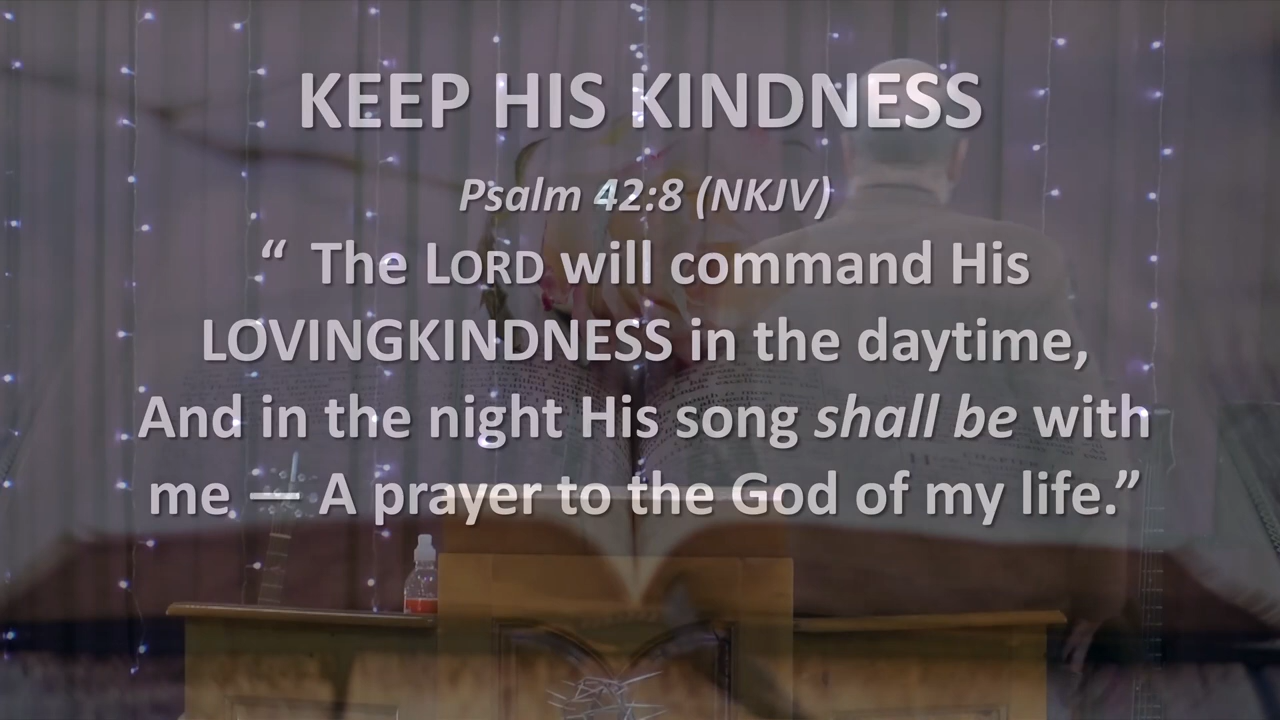 KEEP HIS KINDNESS
Psalm 42:8 (NKJV)
“ The LORD will command His
LOVINGKINDNESS in the daytime,
And in the night His song shall be with
me — A prayer to the God of my life.”